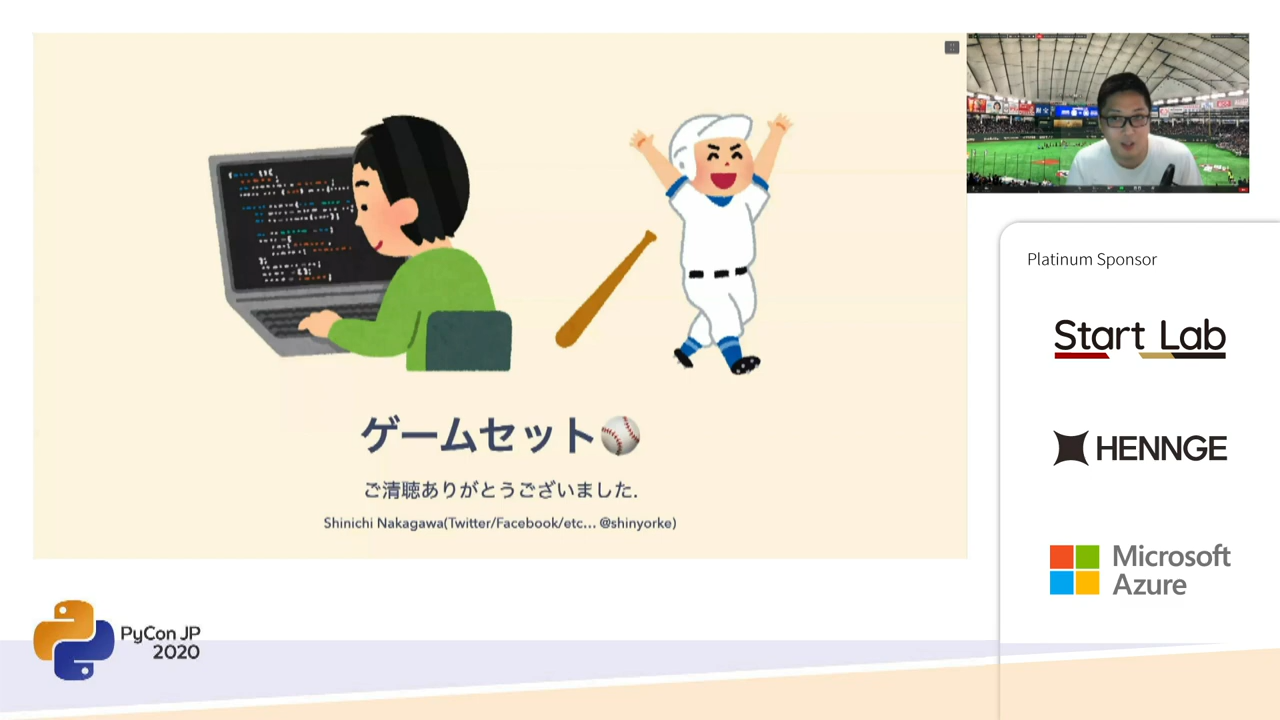 ゲームセット⚾
ご清聴ありがとうございました.
Shinichi Nakagawa(Twitter/Facebook/etc... @shinyorke)
Platinum Sponsor
Start Lab
HENNGE
Microsoft
Azure
PyCon JP
2020